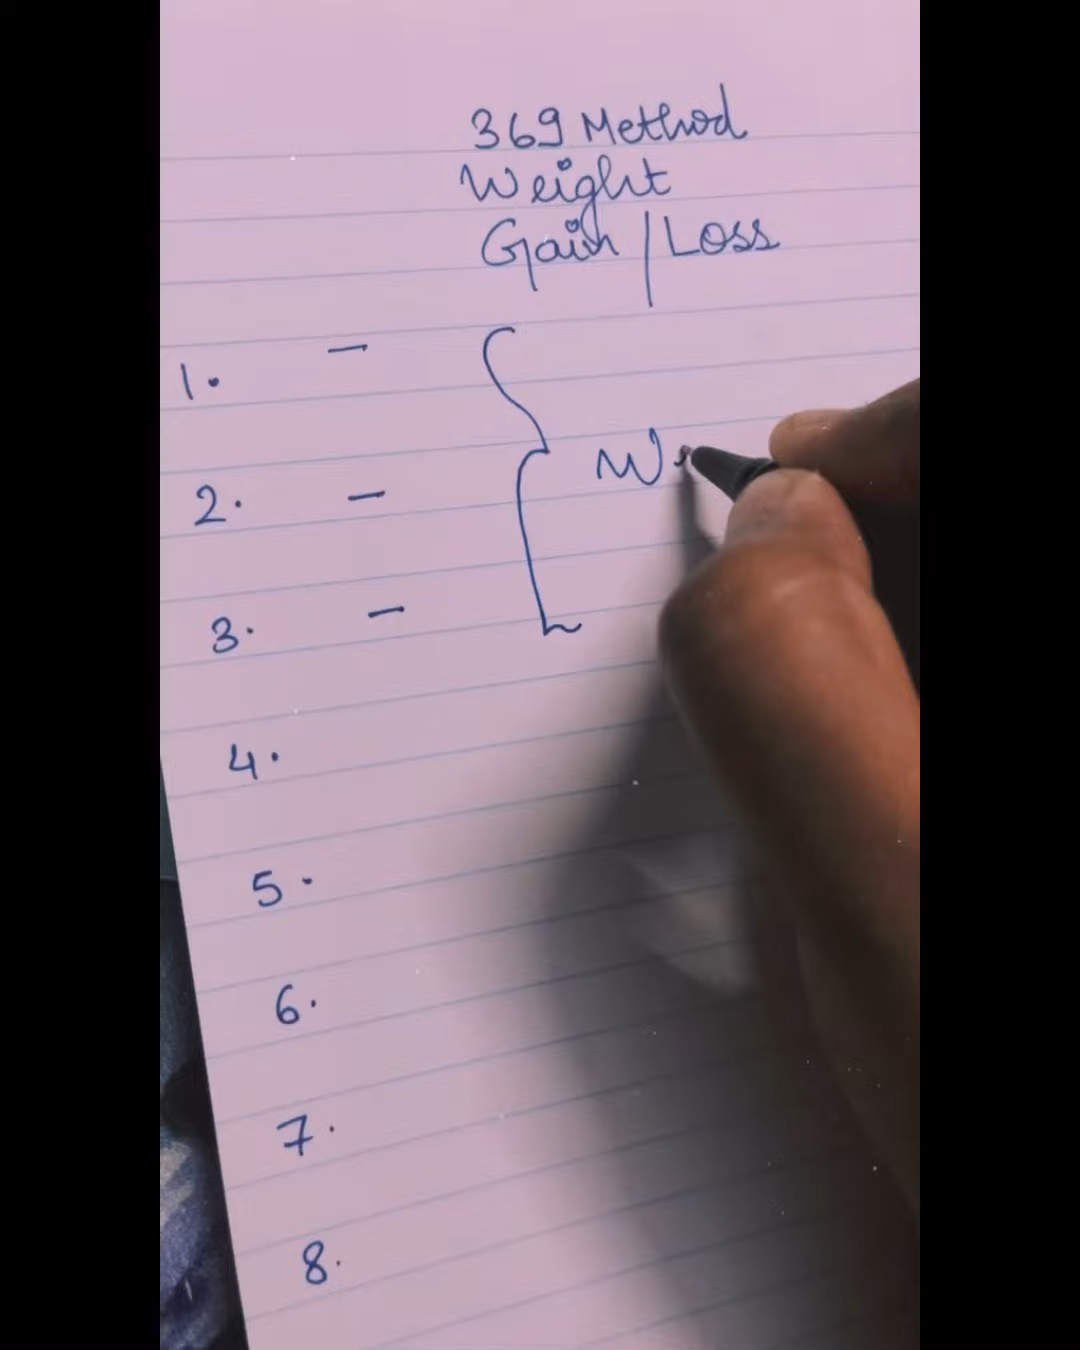 369 Method
Weight
Gain / Loss
1. –
2. –
3. –
W
4.
5.
6.
7.
8.